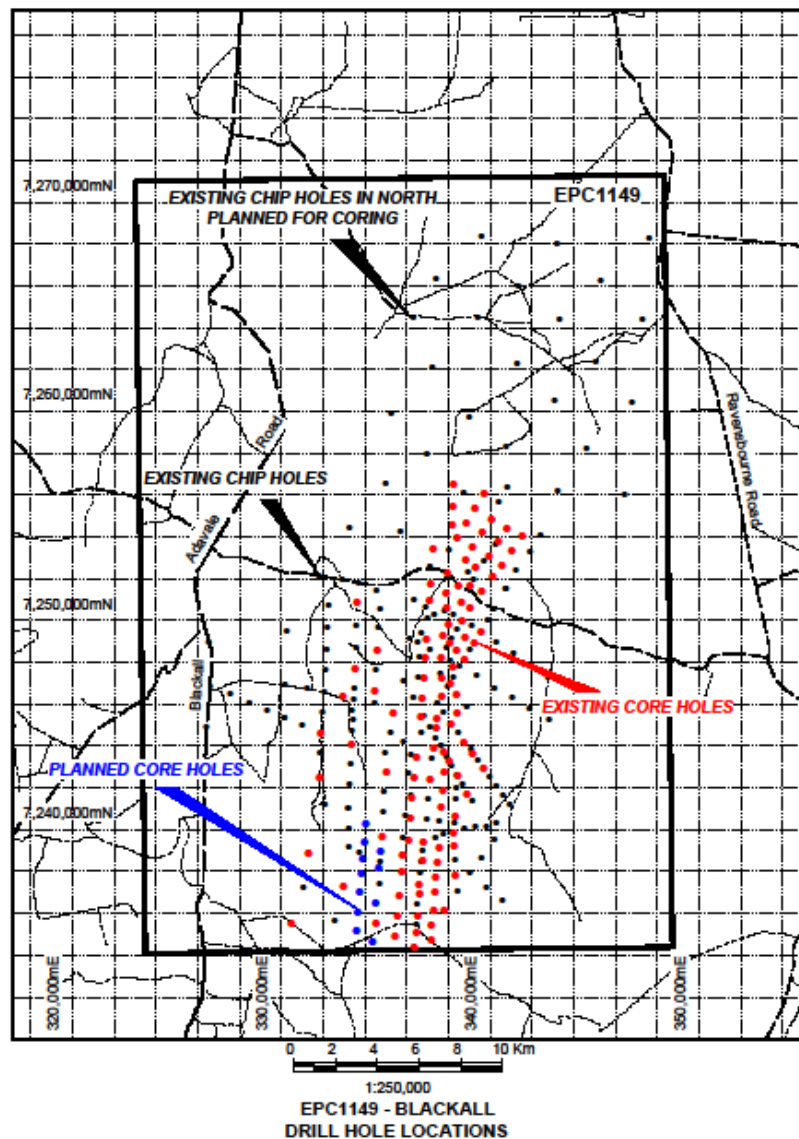 7,270,000mN
EXISTING CHIP HOLES IN NORTH
PLANNED FOR CORING
EPC1149
7,260,000mN
Road
EXISTING CHIP HOLES
Ravensbourne Road
Adavale
7,250,000mN
Blackall
EXISTING CORE HOLES
PLANNED CORE HOLES
7,240,000mN
320,000mE
330,000mE
340,000mE
350,000mE
0 2 4 6 8 10 Km
1:250,000
EPC1149 - BLACKALL
DRILL HOLE LOCATIONS